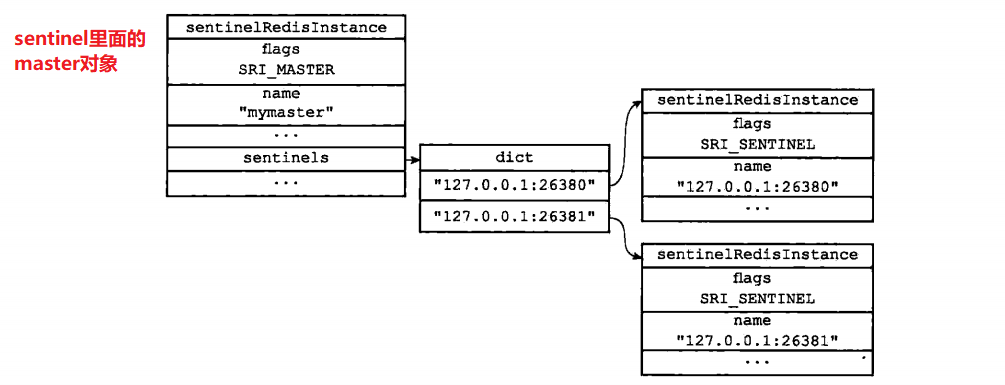 sentinel里面的
master对象
sentinelRedisInstance
flags
SRI_MASTER
name
"mymaster"
...
sentinels
...
dict
"127.0.0.1:26380"
"127.0.0.1:26381"
sentinelRedisInstance
flags
SRI_SENTINEL
name
"127.0.0.1:26380"
...
sentinelRedisInstance
flags
SRI_SENTINEL
name
"127.0.0.1:26381"
...